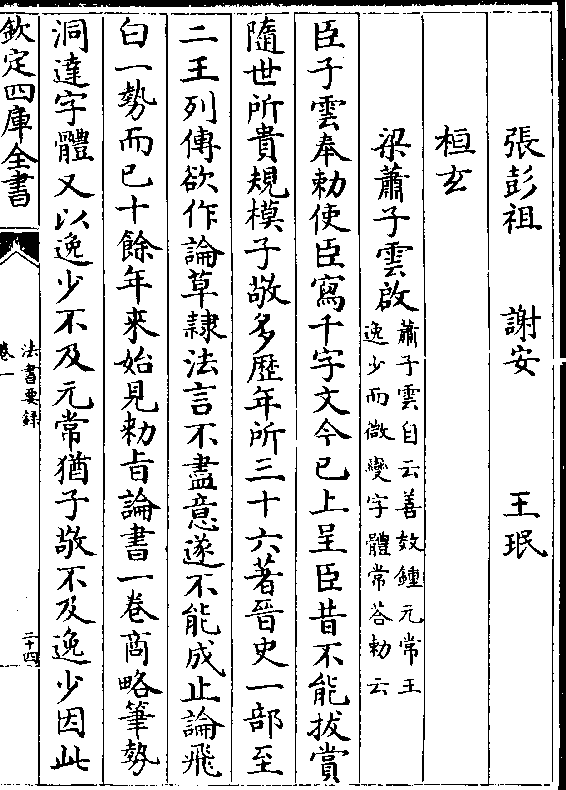 張彭祖　謝安　王珉
桓玄
梁蕭子雲啟蕭子雲自云善效鍾元常王
逸少而微變字體常荅勅云
臣子雲奉勅使臣寫千字文今已上呈臣昔不能拔賞
隨世所貴規模子敬多歷年所三十六著晉史一部至
二王列傳欲作論草隸法言不盡意遂不能成止論飛
白一勢而已十餘年來始見勅旨論書一卷商略筆勢
洞達字體又以逸少不及元常猶子敬不及逸少因此
欽定四庫全書
法書要錄
卷一
二十四